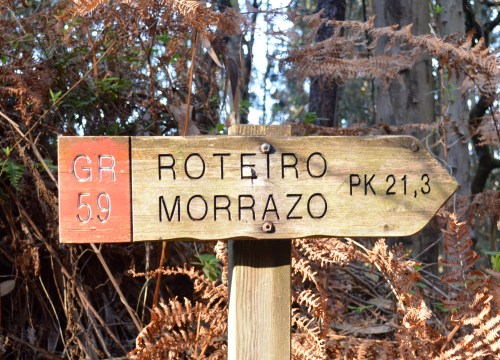 GR
59
ROTEIRO
MORRAZO
PK 21,3